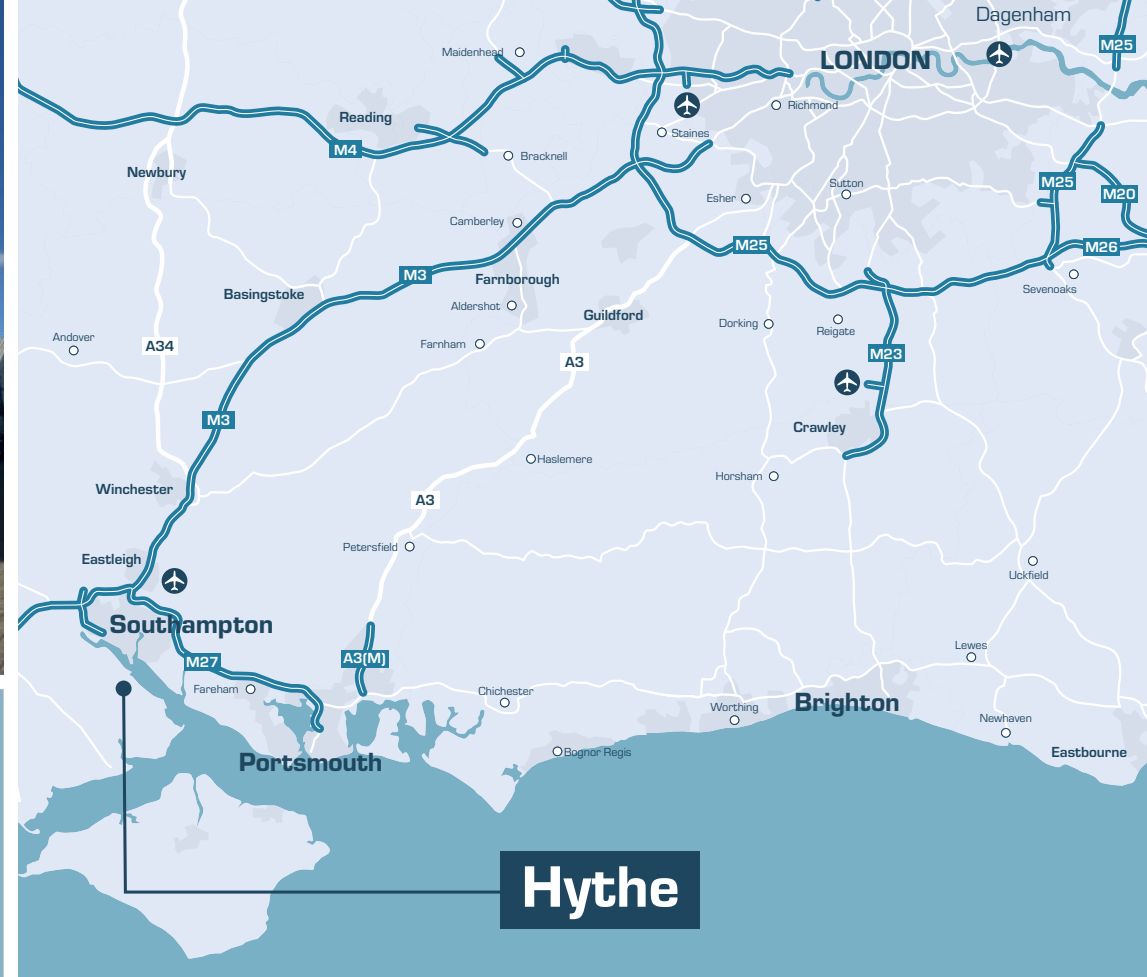 Dagenham
M25
Maidenhead
LONDON
Richmond
Reading
Staines
M4
Bracknell
Newbury
Sutton
M25
M20
Esher
Camberley
M25
M26
M3
Farnborough
Sevenoaks
Basingstoke
Aldershot
Guildford
Dorking
Reigate
Andover
A34
Farnham
A3
M23
M3
Crawley
Haslemere
Horsham
Winchester
A3
Petersfield
Eastleigh
Uckfield
Southampton
Lewes
M27
A3(M)
Fareham
Chichester
Worthing
Brighton
Newhaven
Bognor Regis
Eastbourne
Portsmouth
Hythe